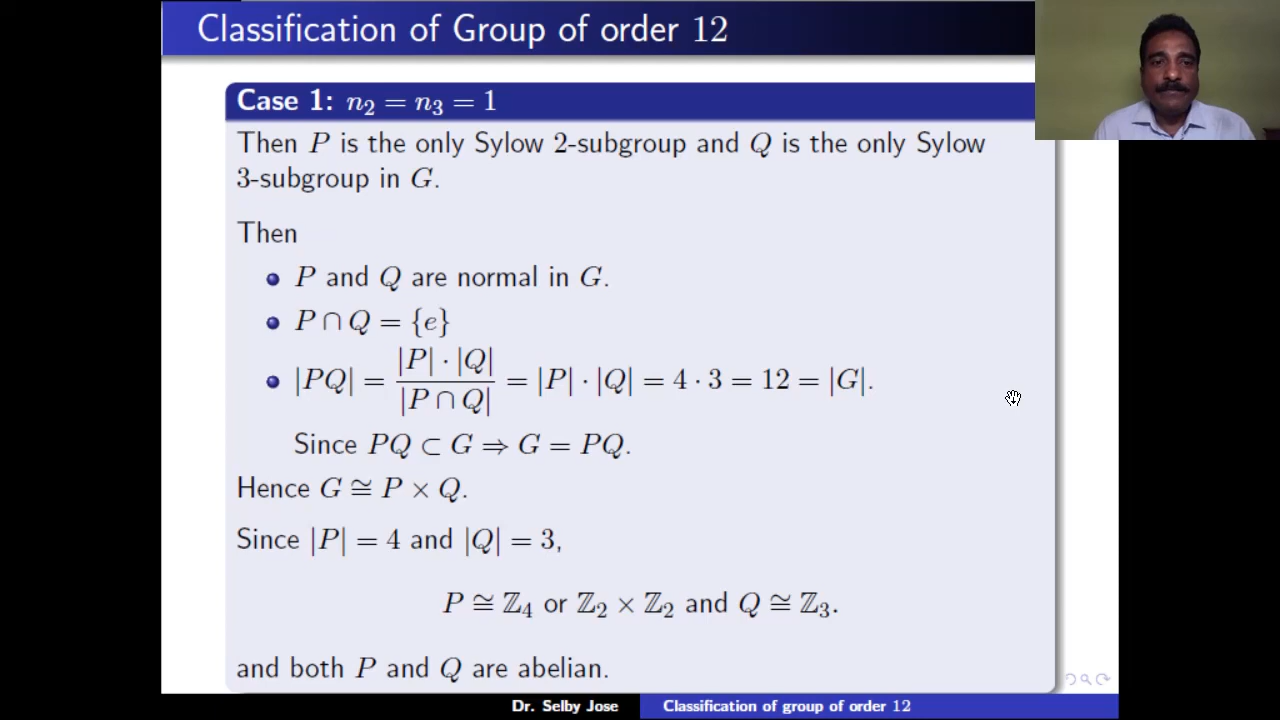 Classification of Group of order 12
Case 1: n₂ = n₃ = 1
Then P is the only Sylow 2-subgroup and Q is the only Sylow
3-subgroup in G.
Then
P and Q are normal in G.
P ∩ Q = {e}
|PQ| = |P| · |Q| / |P ∩ Q| = |P| · |Q| = 4 · 3 = 12 = |G|.
Since PQ ⊂ G ⇒ G = PQ.
Hence G ≅ P × Q.
Since |P| = 4 and |Q| = 3,
P ≅ ℤ₄ or ℤ₂ × ℤ₂ and Q ≅ ℤ₃.
and both P and Q are abelian.
Dr. Selby Jose Classification of group of order 12